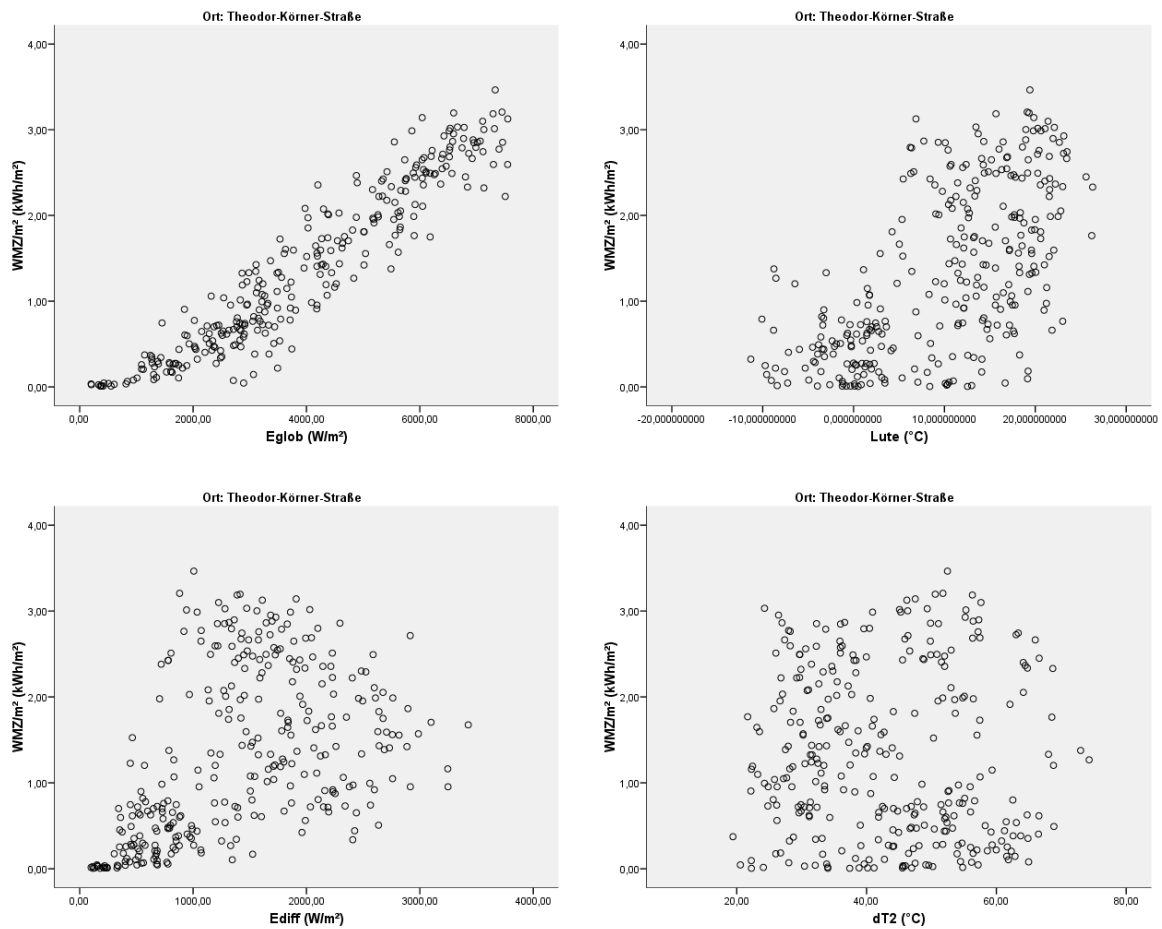 Ort: Theodor-Körner-Straße
Ort: Theodor-Körner-Straße
4,00
3,00
2,00
1,00
0,00
WMZ/m² (kWh/m²)
0,00 2000,00 4000,00 6000,00 8000,00
Eglob (W/m²)
4,00
3,00
2,00
1,00
0,00
WMZ/m² (kWh/m²)
-20,000000000 -10,000000000 0,000000000 10,000000000 20,000000000 30,000000000
Lute (°C)
Ort: Theodor-Körner-Straße
Ort: Theodor-Körner-Straße
4,00
3,00
2,00
1,00
0,00
WMZ/m² (kWh/m²)
0,00 1000,00 2000,00 3000,00 4000,00
Ediff (W/m²)
4,00
3,00
2,00
1,00
0,00
WMZ/m² (kWh/m²)
20,00 40,00 60,00 80,00
dT2 (°C)